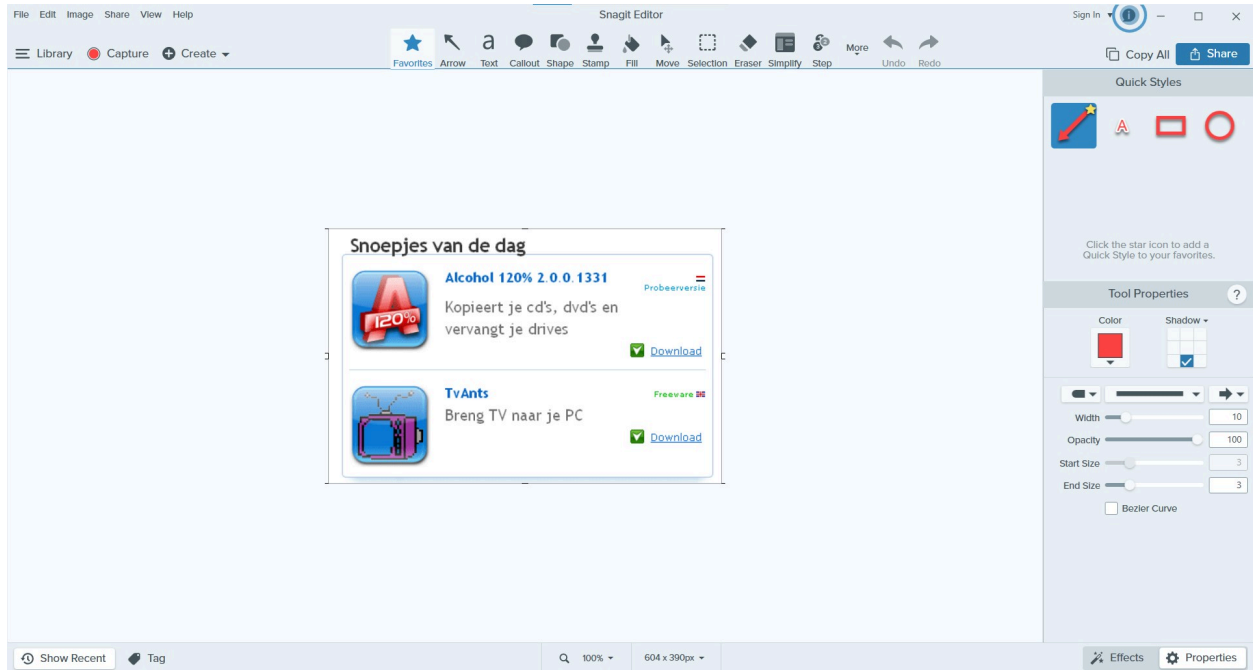 File Edit Image Share View Help
Snagit Editor
Sign In
Library Capture Create
Favorites Arrow Text Callout Shape Stamp Fill Move Selection Eraser Simplify Step More Undo Redo
Copy All Share
Quick Styles
A
Click the star icon to add a
Quick Style to your favorites.
Tool Properties ?
Color Shadow
Width 10
Opacity 100
Start Size 3
End Size 3
Bezier Curve
Snoepjes van de dag
Alcohol 120% 2.0.0.1331
Probeerversie
Kopieert je cd's, dvd's en
vervangt je drives
Download
A
120%
TvAnts
Freeware
Breng TV naar je PC
Download
Show Recent Tag
100% 604 x 390px
Effects Properties